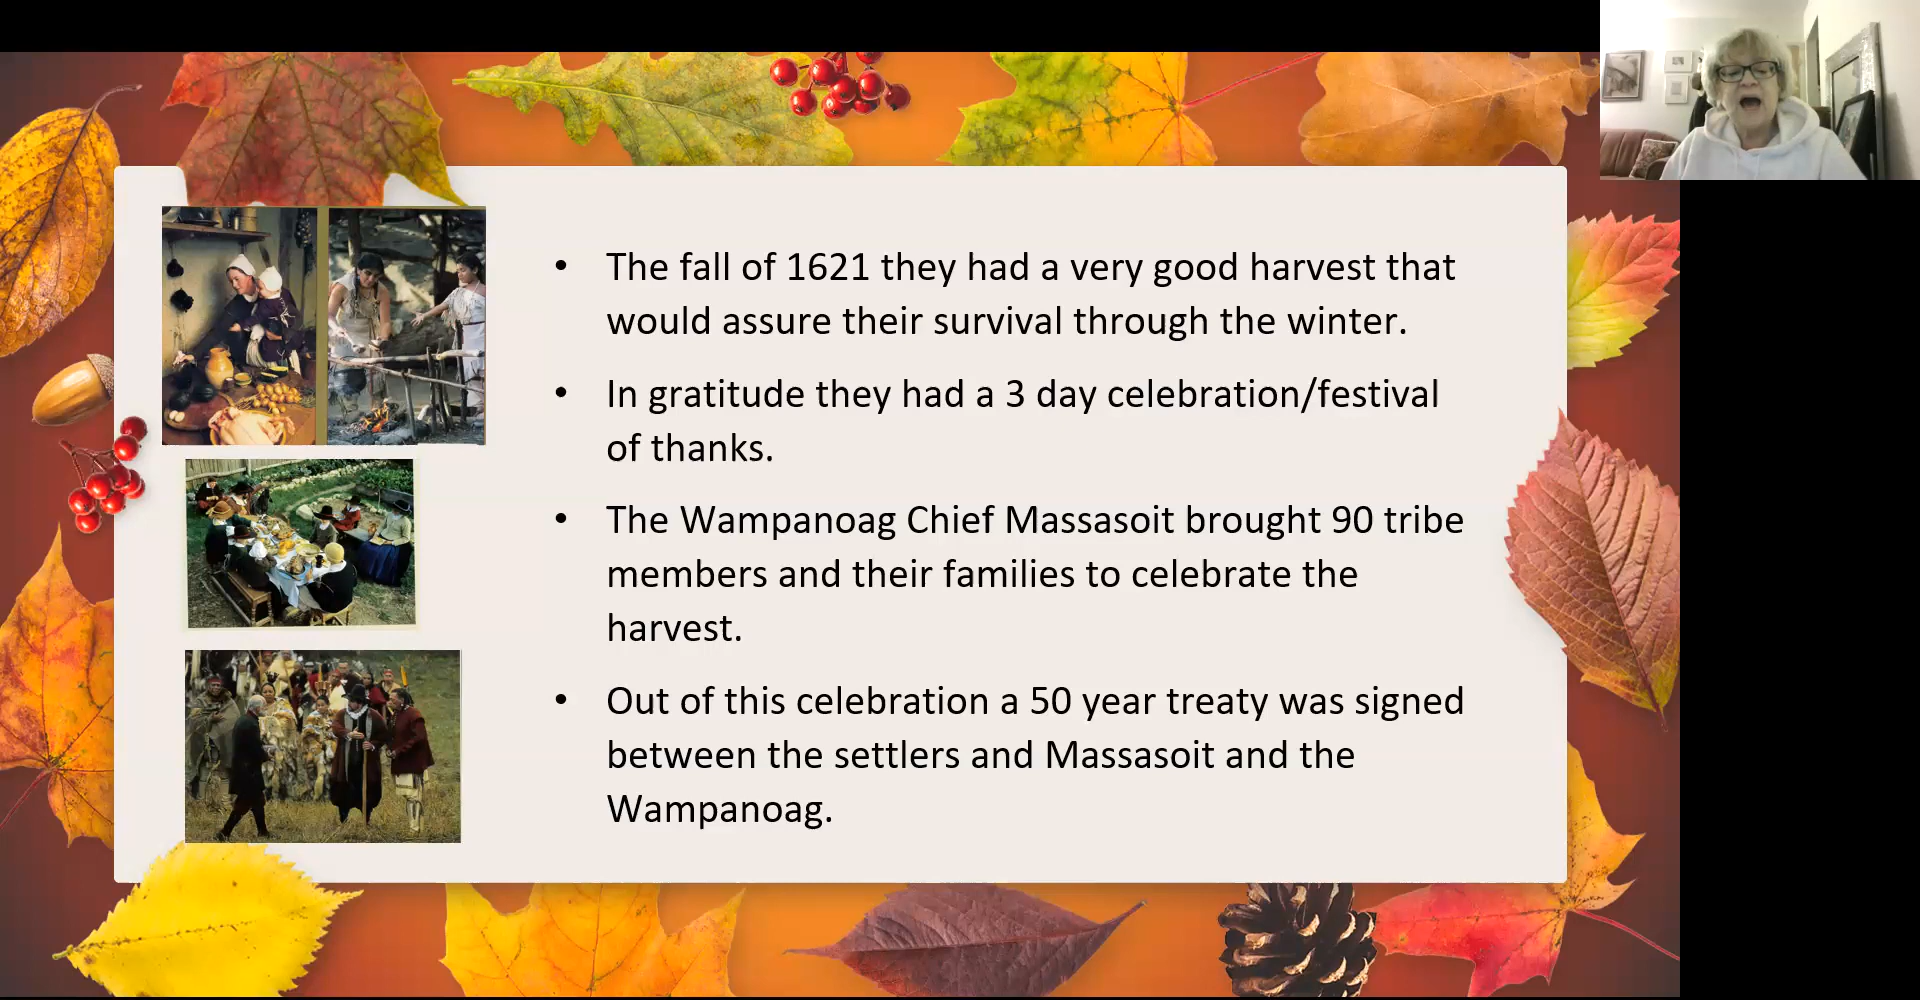 • The fall of 1621 they had a very good harvest that
would assure their survival through the winter.
• In gratitude they had a 3 day celebration/festival
of thanks.
• The Wampanoag Chief Massasoit brought 90 tribe
members and their families to celebrate the
harvest.
• Out of this celebration a 50 year treaty was signed
between the settlers and Massasoit and the
Wampanoag.